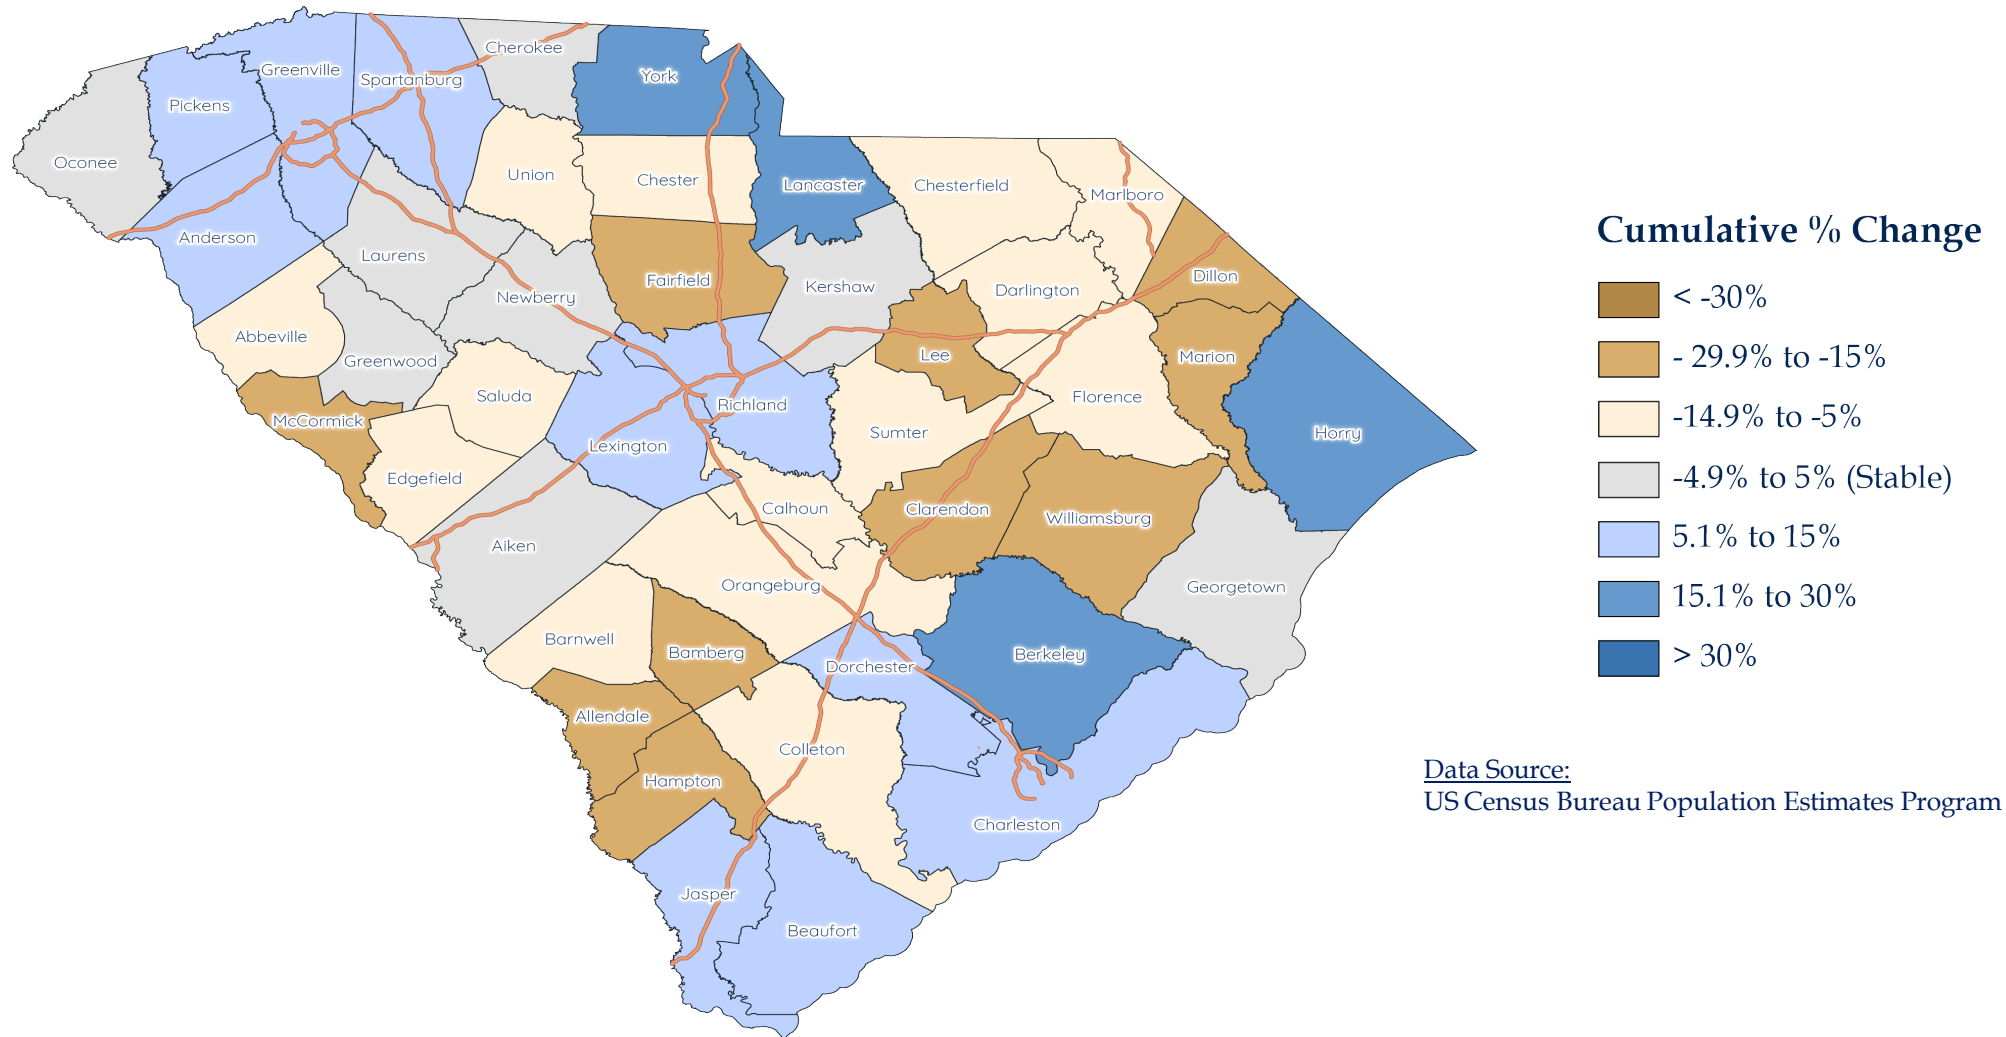 Cherokee
Greenville
York
Spartanburg
Pickens
Oconee
Union
Chester
Lancaster
Chesterfield
Marlboro
Anderson
Laurens
Fairfield
Kershaw
Darlington
Dillon
Newberry
Abbeville
Greenwood
Lee
Marion
Saluda
Richland
Florence
McCormick
Lexington
Sumter
Horry
Edgefield
Calhoun
Clarendon
Williamsburg
Aiken
Orangeburg
Georgetown
Barnwell
Bamberg
Dorchester
Berkeley
Allendale
Colleton
Hampton
Charleston
Jasper
Beaufort
Cumulative % Change
< -30%
- 29.9% to -15%
-14.9% to -5%
-4.9% to 5% (Stable)
5.1% to 15%
15.1% to 30%
> 30%
Data Source:
US Census Bureau Population Estimates Program